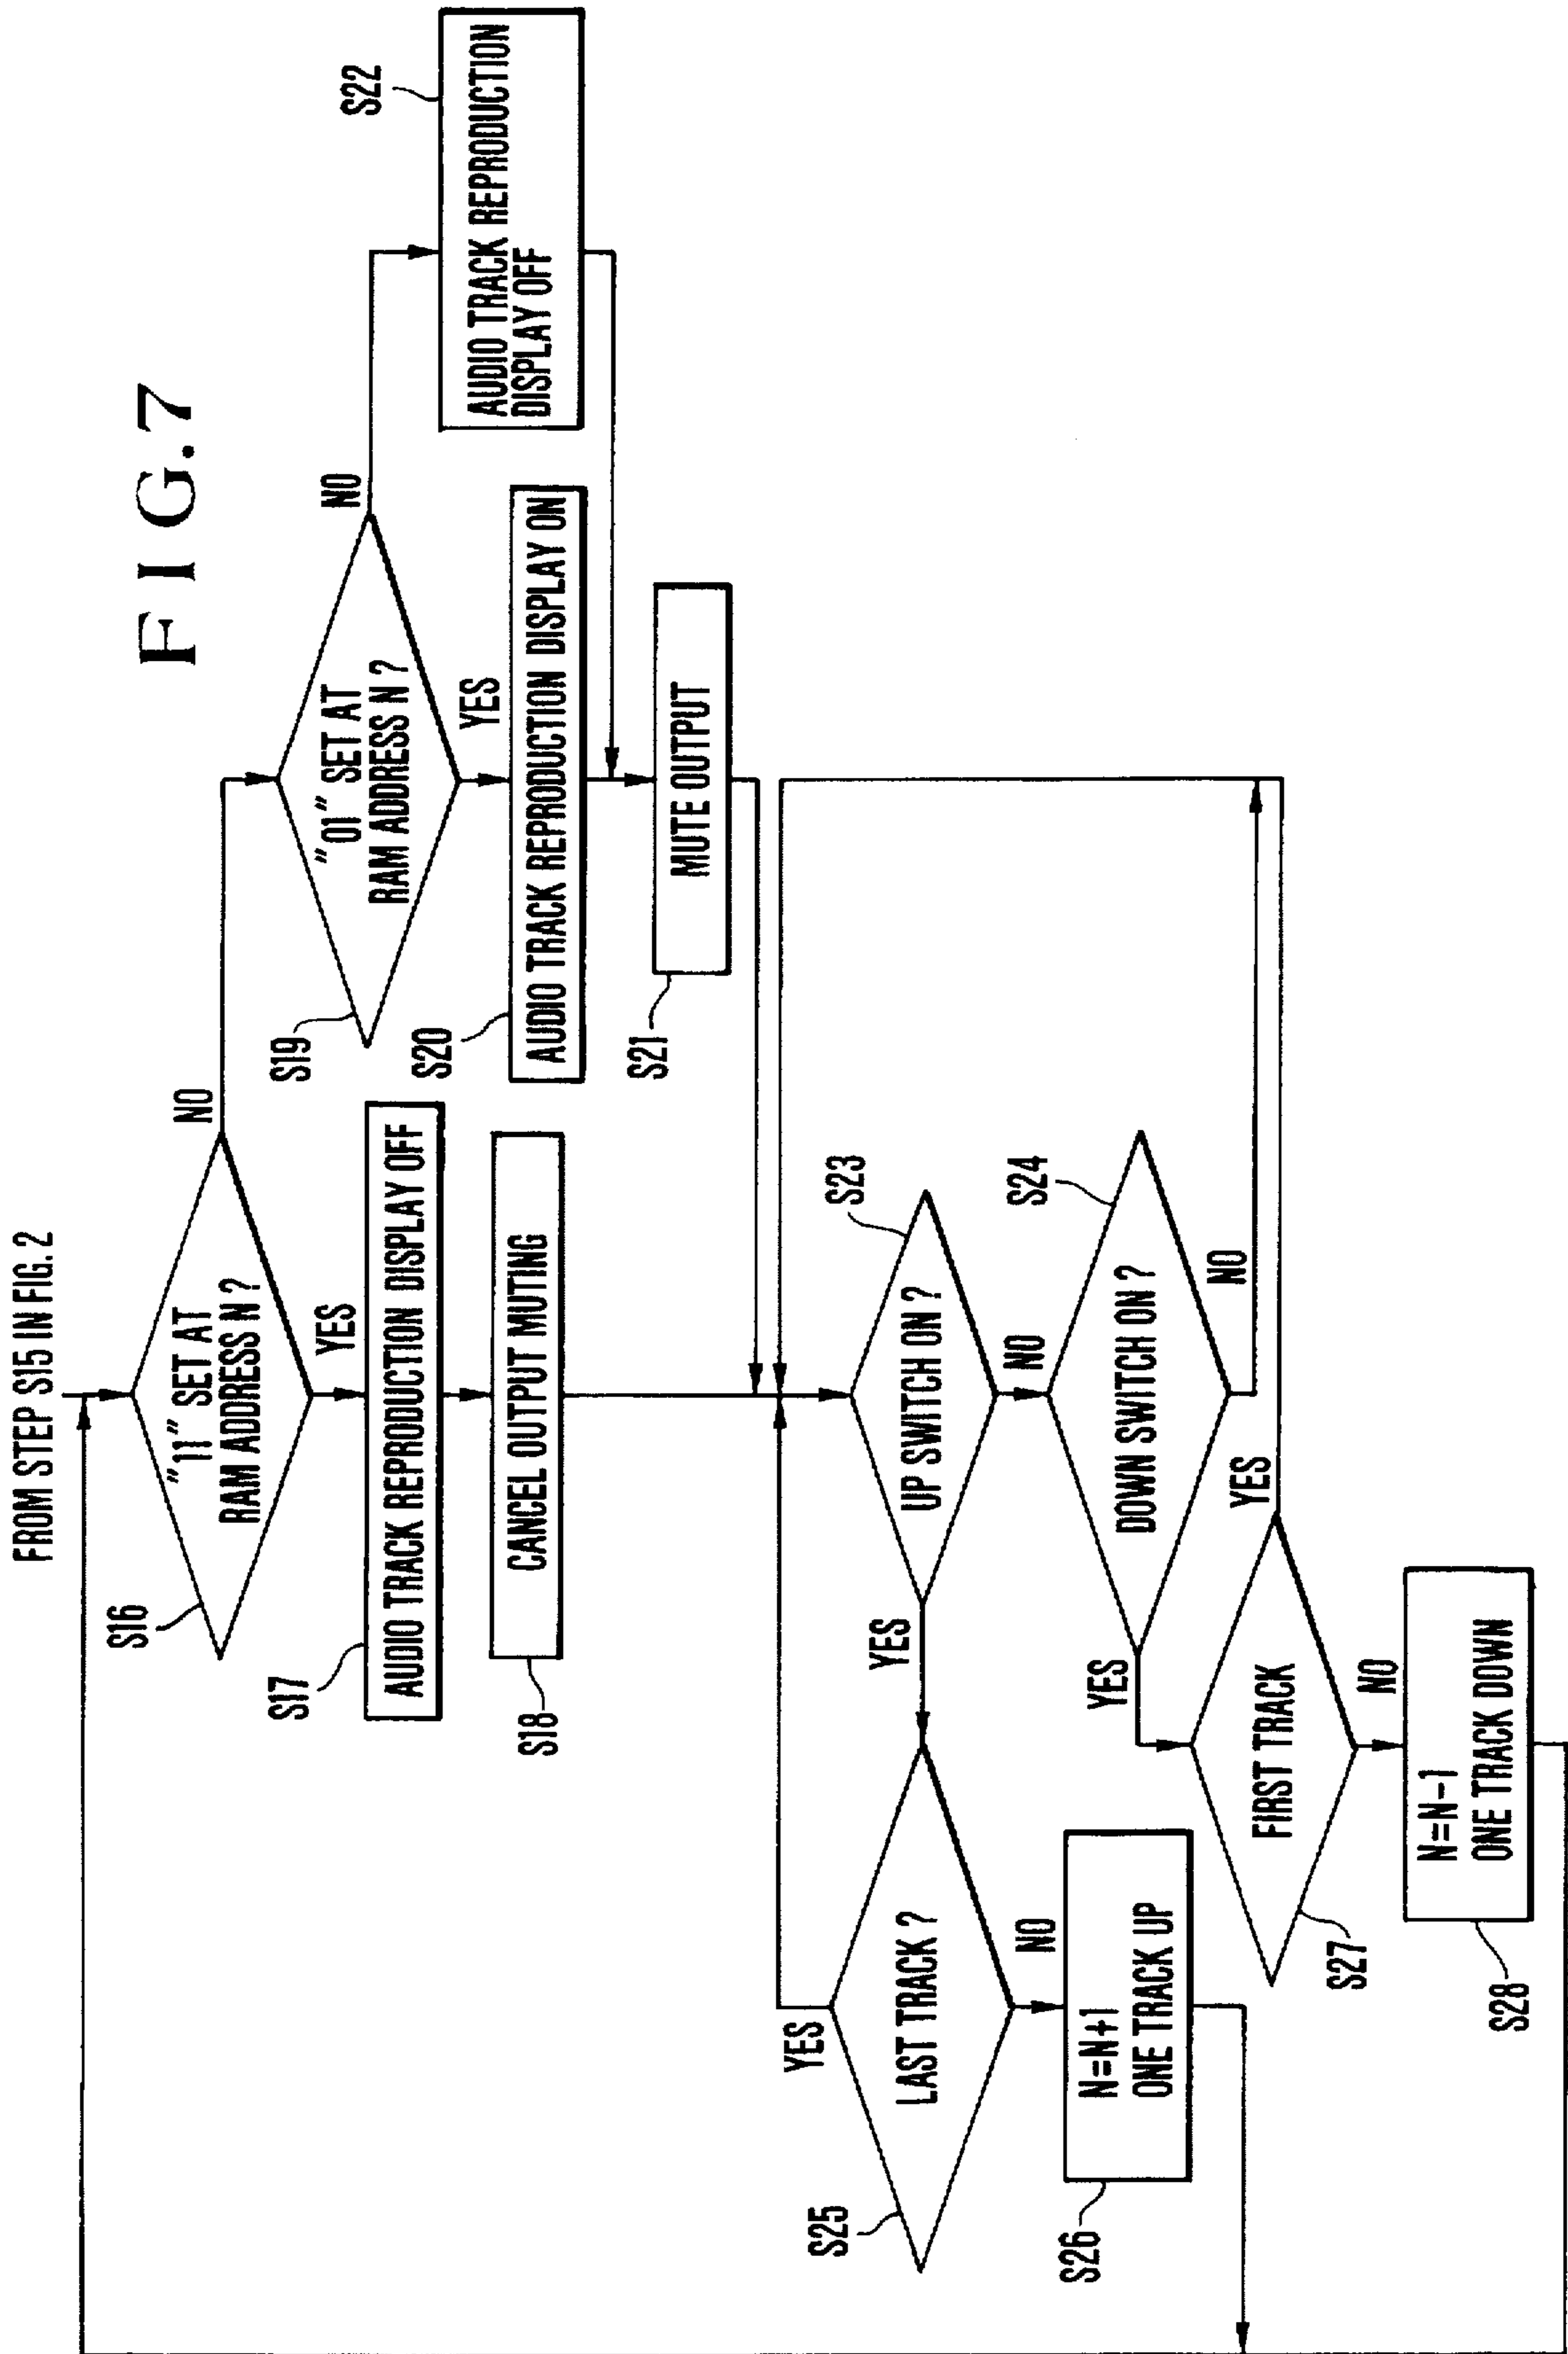 FIG.7
FROM STEP S15 IN FIG. 2
S16
"11" SET AT
RAM ADDRESS N ?
NO
YES
S17
AUDIO TRACK REPRODUCTION DISPLAY OFF
S18
CANCEL OUTPUT MUTING
S19
"01" SET AT
RAM ADDRESS N ?
NO
YES
S20
AUDIO TRACK REPRODUCTION DISPLAY ON
S21
MUTE OUTPUT
S22
AUDIO TRACK REPRODUCTION
DISPLAY OFF
S23
UP SWITCH ON ?
YES
NO
S24
DOWN SWITCH ON ?
YES
NO
S25
LAST TRACK ?
YES
NO
S26
N=N+1
ONE TRACK UP
S27
FIRST TRACK
YES
NO
S28
N=N-1
ONE TRACK DOWN